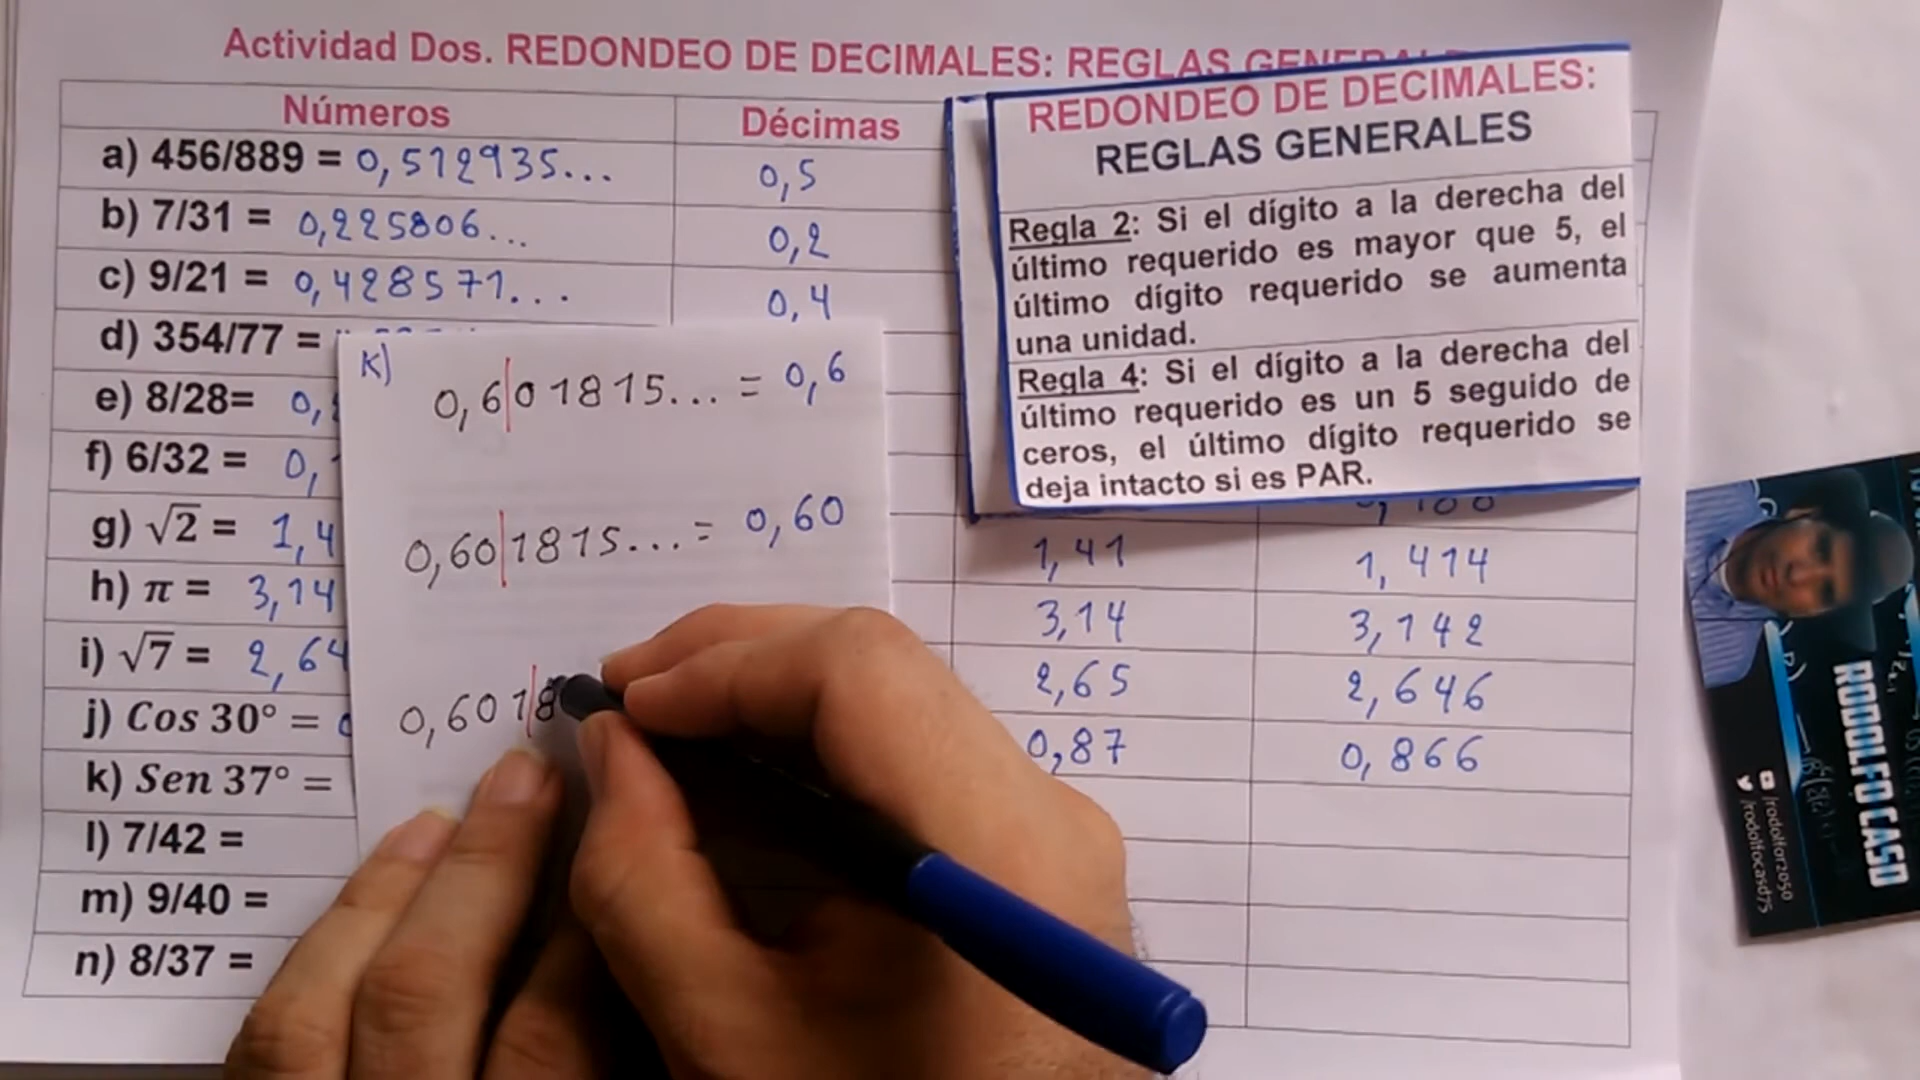 Actividad Dos. REDONDEO DE DECIMALES: REGLAS GENERAL
Números
Décimas
a) 456/889 = 0,512935...
0,5
b) 7/31 = 0,225806...
0,2
c) 9/21 = 0,428571...
0,4
d) 354/77 =
e) 8/28= 0,
f) 6/32 = 0,
g) √2 = 1,4
1,41
1,414
h) π = 3,14
3,14
3,142
i) √7 = 2,64
2,65
2,646
j) Cos 30° =
0,87
0,866
k) Sen 37° =
l) 7/42 =
m) 9/40 =
n) 8/37 =
K)
0,6|01815... = 0,6
0,60|1815... = 0,60
0,601|8
REDONDEO DE DECIMALES:
REGLAS GENERALES
Regla 2: Si el dígito a la derecha del
último requerido es mayor que 5, el
último dígito requerido se aumenta
una unidad.
Regla 4: Si el dígito a la derecha del
último requerido es un 5 seguido de
ceros, el último dígito requerido se
deja intacto si es PAR.
RODOLFO CASO
/rodolfor2050
/rodolfocasd75